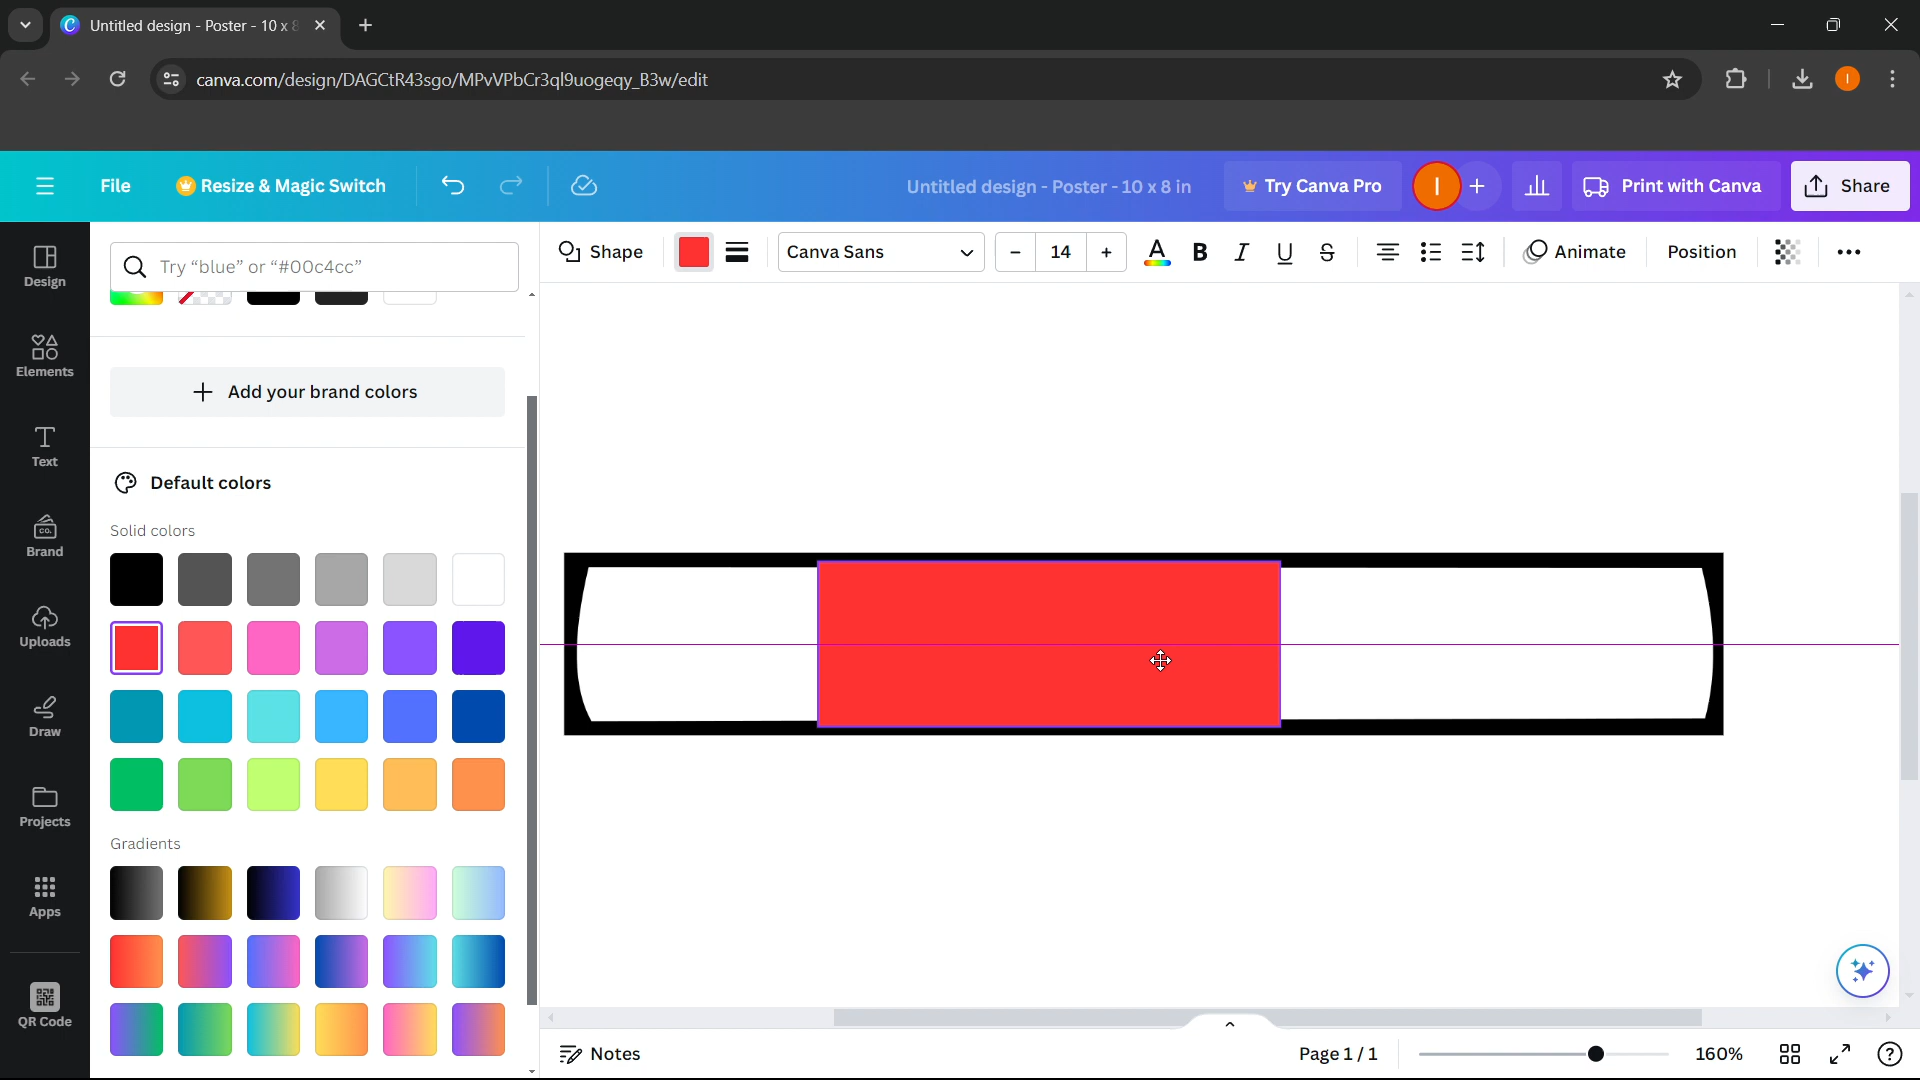 Untitled design - Poster - 10 x 8
canva.com/design/DAGCtR43sgo/MPvVPbCr3ql9uogeqy_B3w/edit
File
Resize & Magic Switch
Untitled design - Poster - 10 x 8 in
Try Canva Pro
I
Print with Canva
Share
Design
Elements
Text
Brand
Uploads
Draw
Projects
Apps
QR Code
Try “blue” or “#00c4cc”
Add your brand colors
Default colors
Solid colors
Gradients
Shape
Canva Sans
14
Animate
Position
Notes
Page 1 / 1
160%